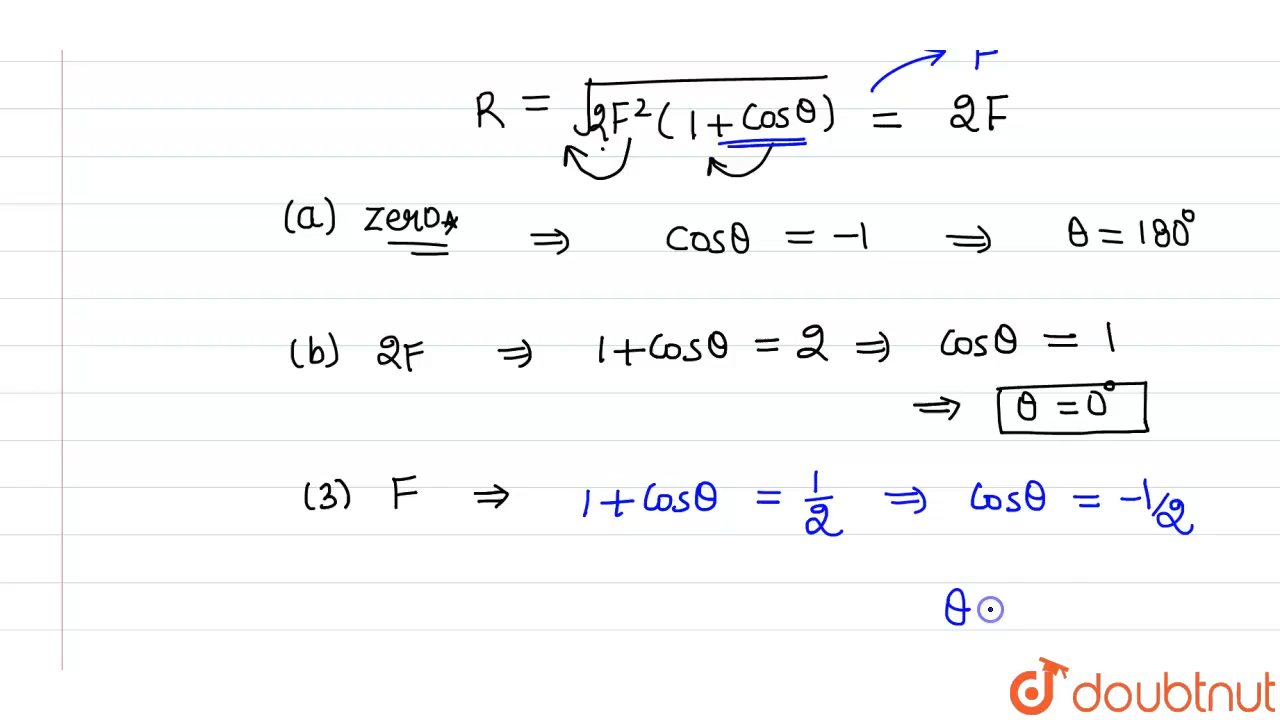 F
R = √2F²(1+cosθ) = 2F
(a) zero ⇒ cosθ = -1 ⇒ θ = 180°
(b) 2F ⇒ 1+cosθ = 2 ⇒ cosθ = 1
⇒ θ = 0°
(3) F ⇒ 1+cosθ = 1/2 ⇒ cosθ = -1/2
θ
doubtnut